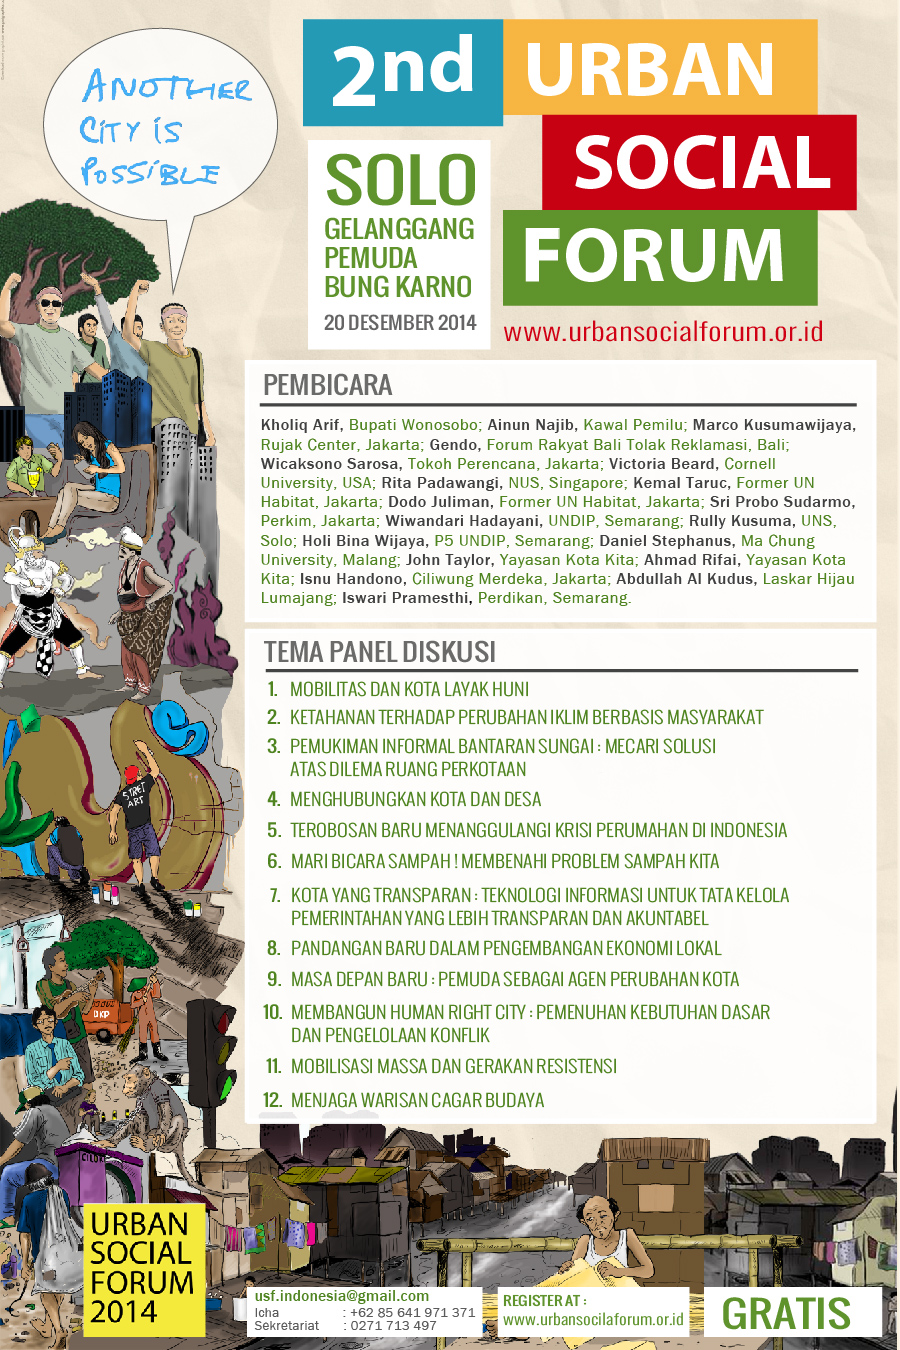 ANOTHER
CITY is
POSSiBLE
2nd URBAN
SOCIAL
FORUM
SOLO
GELANGGANG
PEMUDA
BUNG KARNO
20 DESEMBER 2014
www.urbansocialforum.or.id
PEMBICARA
Kholiq Arif, Bupati Wonosobo; Ainun Najib, Kawal Pemilu; Marco Kusumawijaya,
Rujak Center, Jakarta; Gendo, Forum Rakyat Bali Tolak Reklamasi, Bali;
Wicaksono Sarosa, Tokoh Perencana, Jakarta; Victoria Beard, Cornell
University, USA; Rita Padawangi, NUS, Singapore; Kemal Taruc, Former UN
Habitat, Jakarta; Dodo Juliman, Former UN Habitat, Jakarta; Sri Probo Sudarmo,
Perkim, Jakarta; Wiwandari Hadayani, UNDIP, Semarang; Rully Kusuma, UNS,
Solo; Holi Bina Wijaya, P5 UNDIP, Semarang; Daniel Stephanus, Ma Chung
University, Malang; John Taylor, Yayasan Kota Kita; Ahmad Rifai, Yayasan Kota
Kita; Isnu Handono, Ciliwung Merdeka, Jakarta; Abdullah Al Kudus, Laskar Hijau
Lumajang; Iswari Pramesthi, Perdikan, Semarang.
TEMA PANEL DISKUSI
1. MOBILITAS DAN KOTA LAYAK HUNI
2. KETAHANAN TERHADAP PERUBAHAN IKLIM BERBASIS MASYARAKAT
3. PEMUKIMAN INFORMAL BANTARAN SUNGAI : MECARI SOLUSI
ATAS DILEMA RUANG PERKOTAAN
4. MENGHUBUNGKAN KOTA DAN DESA
5. TEROBOSAN BARU MENANGGULANGI KRISI PERUMAHAN DI INDONESIA
6. MARI BICARA SAMPAH ! MEMBENAHI PROBLEM SAMPAH KITA
7. KOTA YANG TRANSPARAN : TEKNOLOGI INFORMASI UNTUK TATA KELOLA
PEMERINTAHAN YANG LEBIH TRANSPARAN DAN AKUNTABEL
8. PANDANGAN BARU DALAM PENGEMBANGAN EKONOMI LOKAL
9. MASA DEPAN BARU : PEMUDA SEBAGAI AGEN PERUBAHAN KOTA
10. MEMBANGUN HUMAN RIGHT CITY : PEMENUHAN KEBUTUHAN DASAR
DAN PENGELOLAAN KONFLIK
11. MOBILISASI MASSA DAN GERAKAN RESISTENSI
12. MENJAGA WARISAN CAGAR BUDAYA
STREET
ART
DKP
URBAN
SOCIAL
FORUM
2014
usf.indonesia@gmail.com
Icha : +62 85 641 971 371
Sekretariat : 0271 713 497
REGISTER AT :
www.urbansocilaforum.or.id
GRATIS